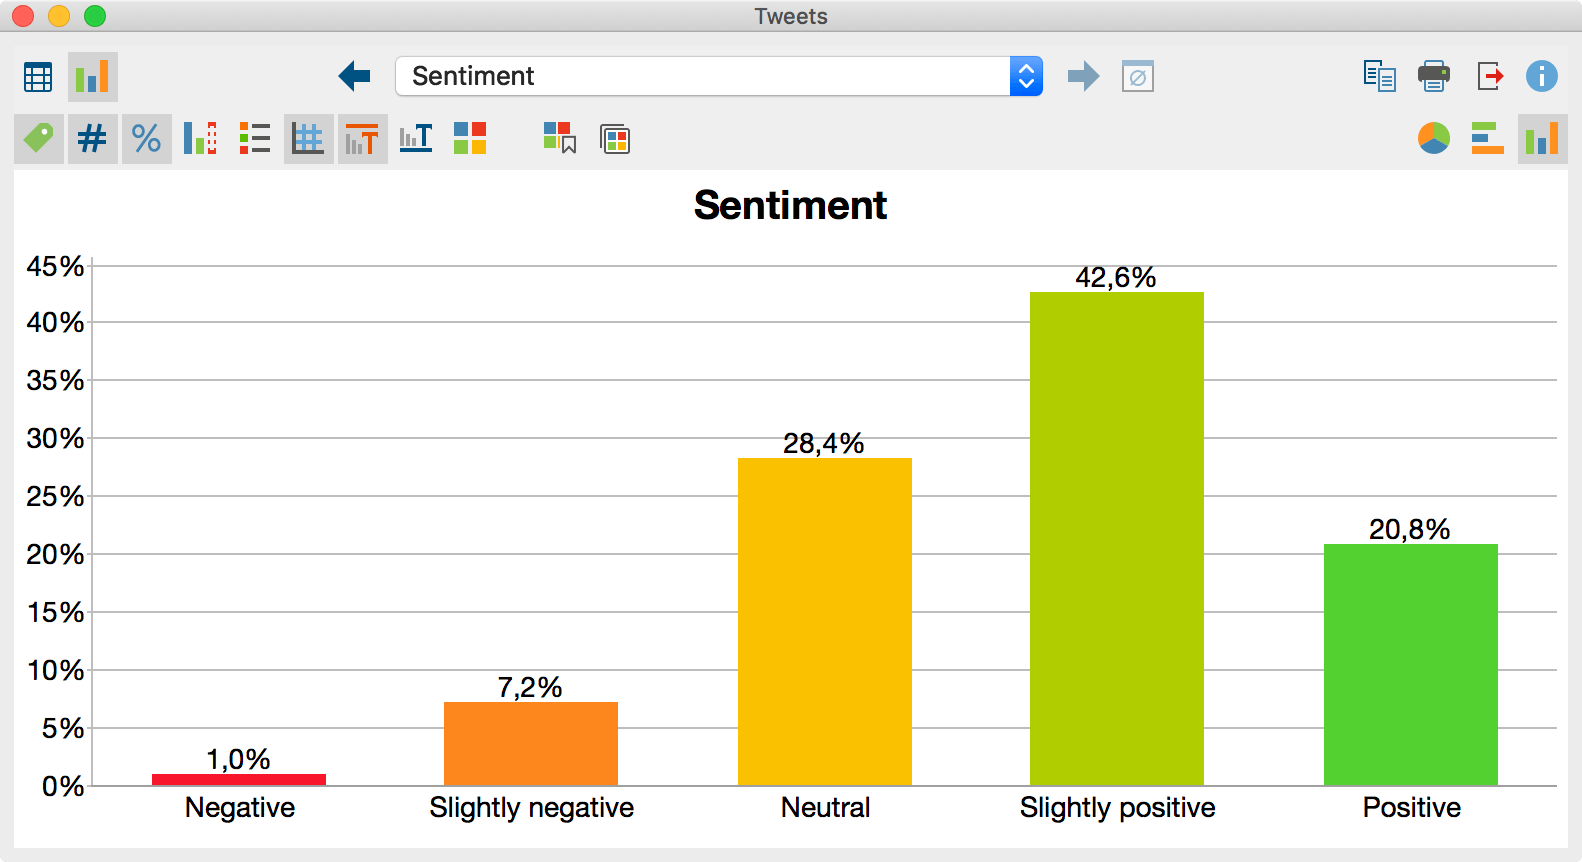 Tweets
Sentiment
Sentiment
45%
40%
35%
30%
25%
20%
15%
10%
5%
0%
1,0%
7,2%
28,4%
42,6%
20,8%
Negative
Slightly negative
Neutral
Slightly positive
Positive